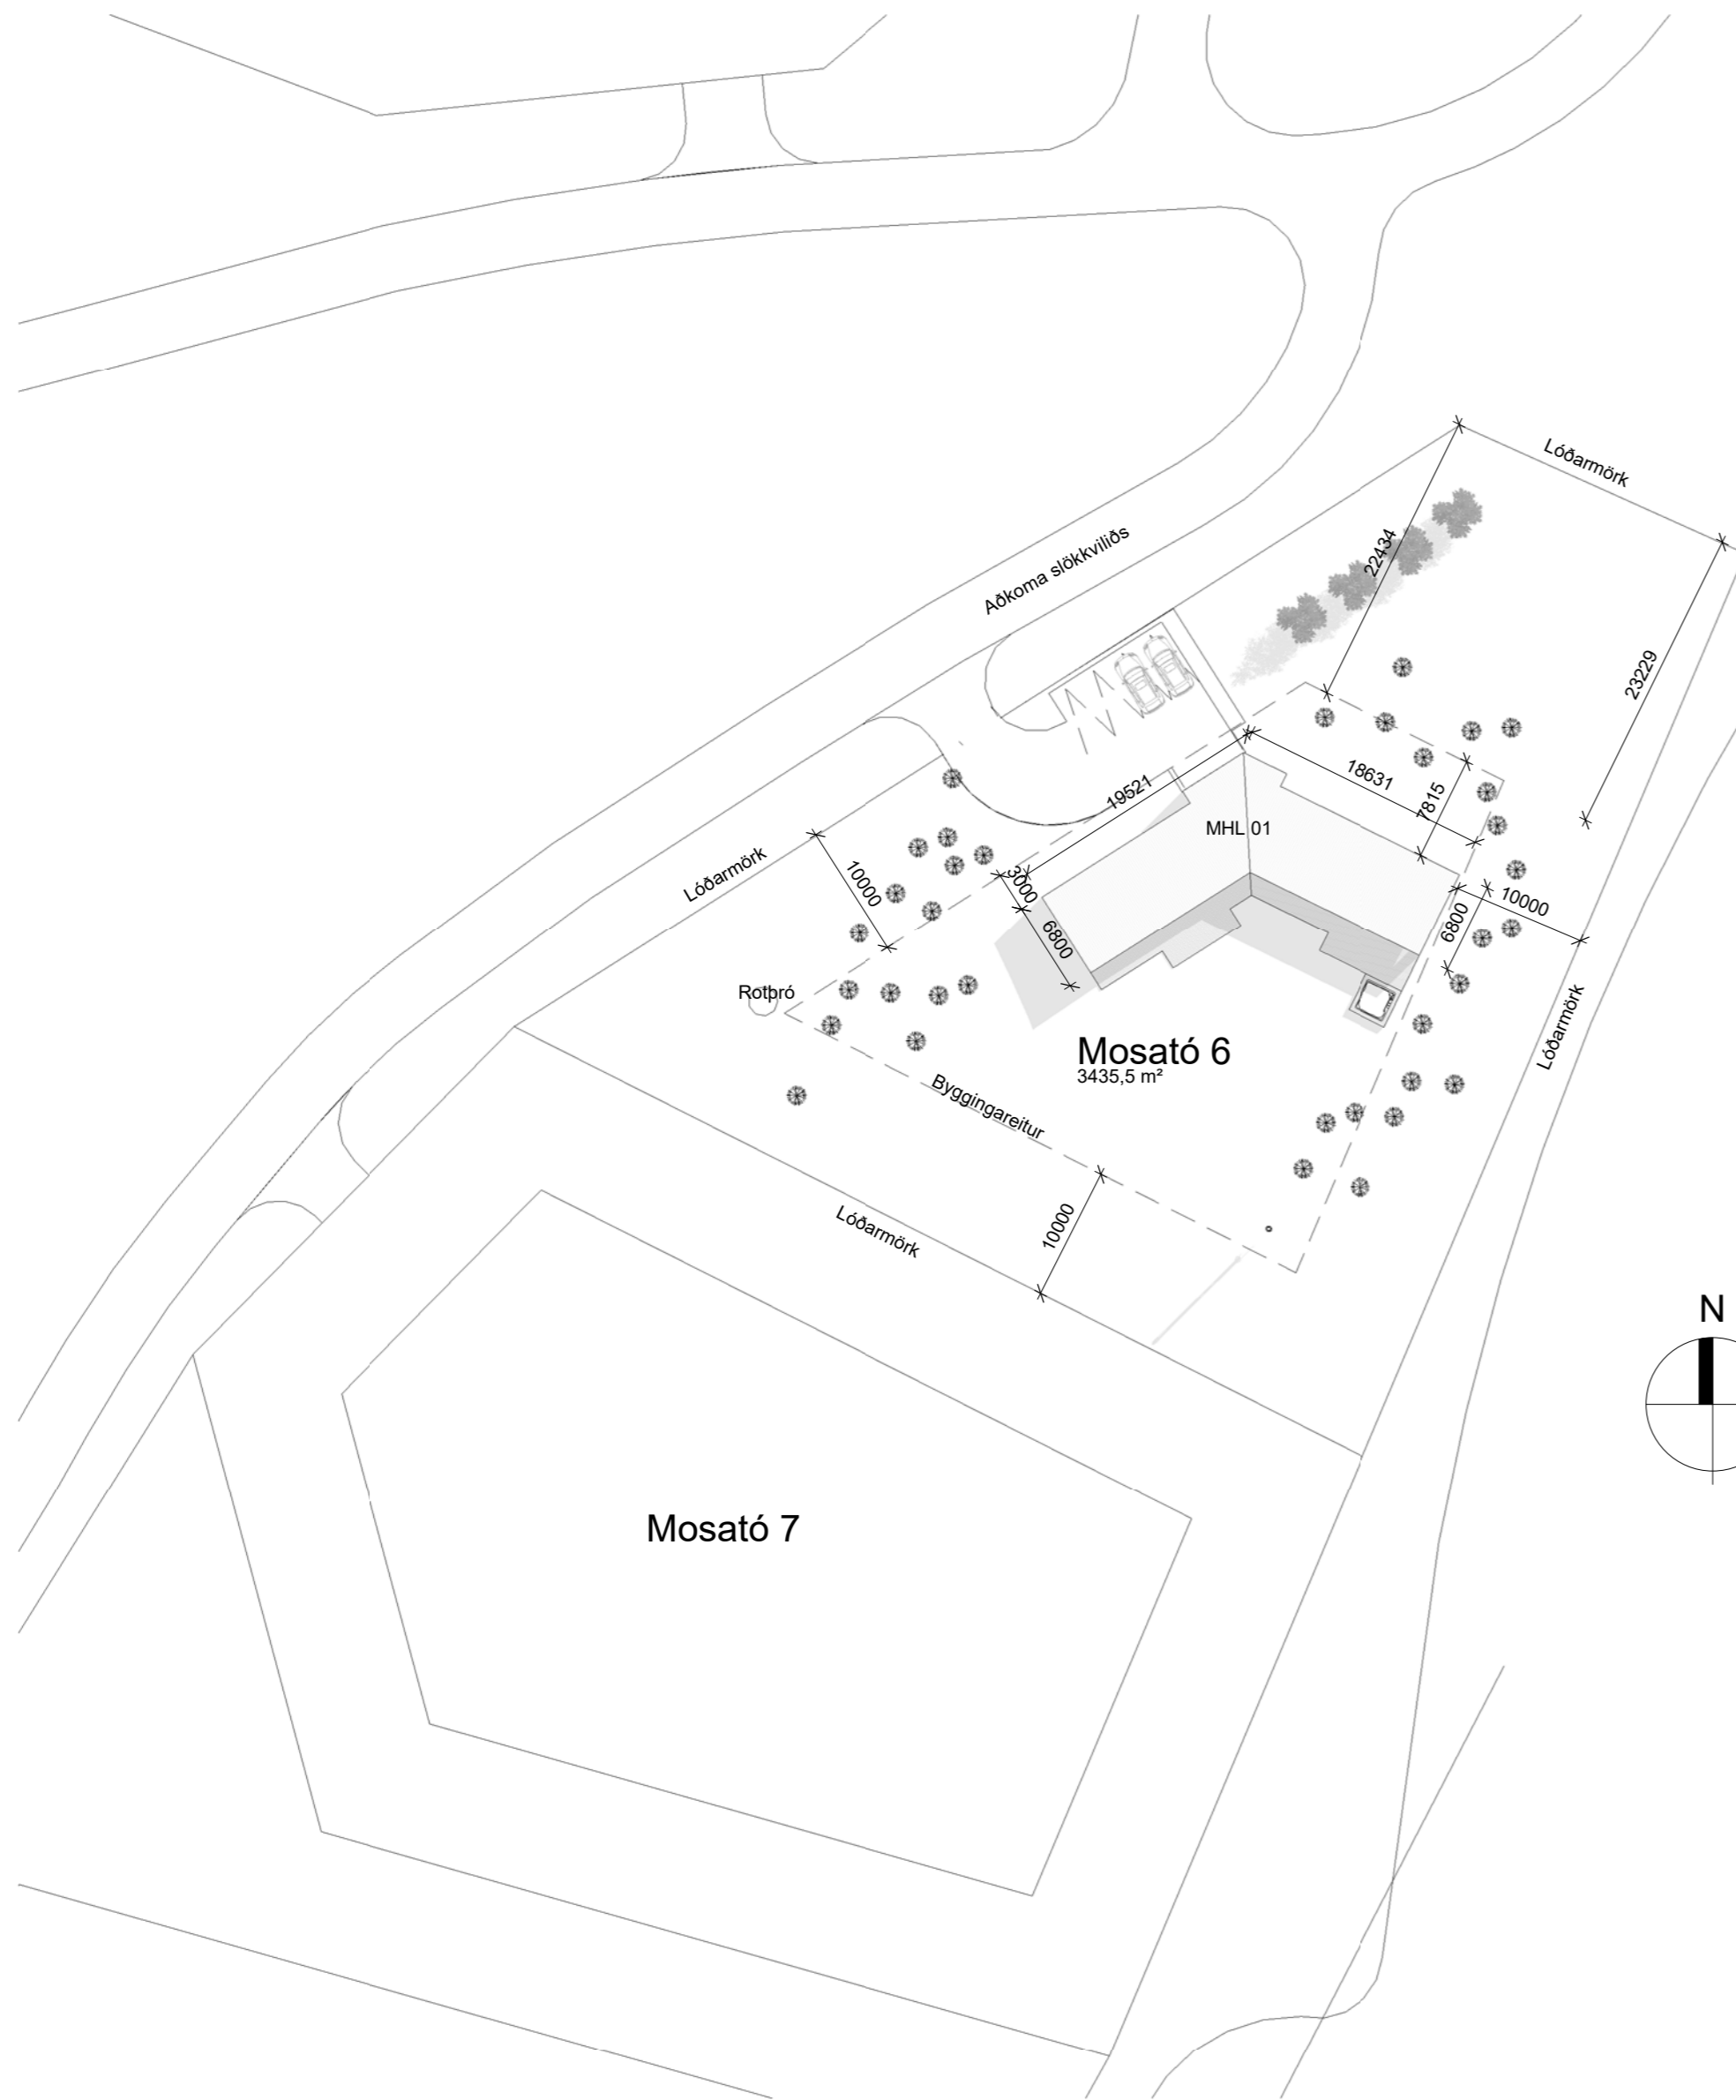 Lóðarmörk
22434
Aðkoma slökkviliðs
23229
18631
7815
19521
MHL 01
Lóðarmörk
10000
3000
6800
10000
6800
Rotþró
Mosató 6
3435,5 m²
Lóðarmörk
Byggingareitur
10000
Lóðarmörk
N
Mosató 7